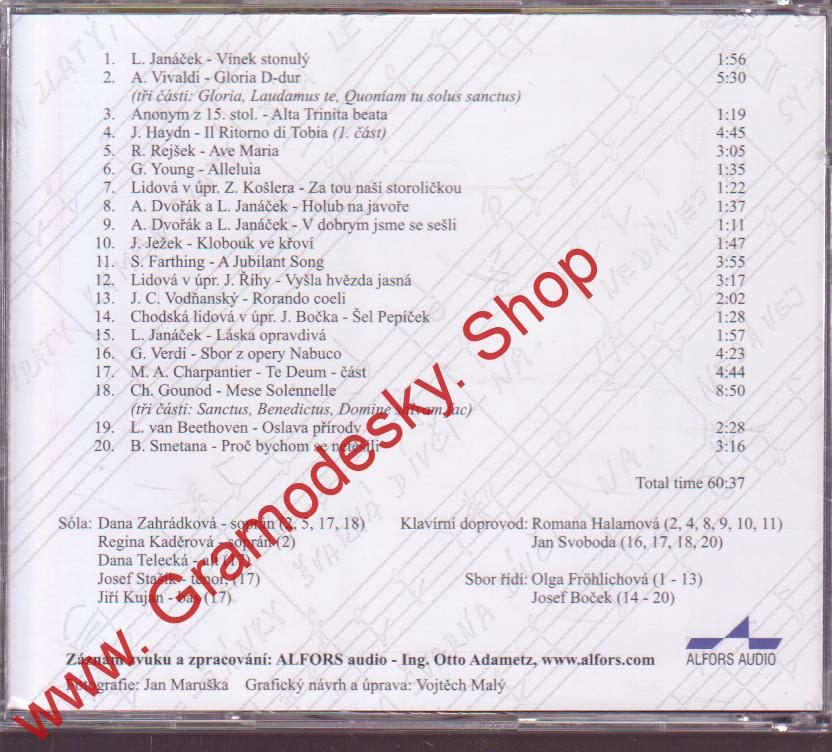 1. L. Janáček - Vínek stonulý 1:56
2. A. Vivaldi - Gloria D-dur 5:30
(tři části: Gloria, Laudamus te, Quoniam tu solus sanctus)
3. Anonym z 15. stol. - Alta Trinita beata 1:19
4. J. Haydn - Il Ritorno di Tobia (1. část) 4:45
5. R. Rejšek - Ave Maria 3:05
6. G. Young - Alleluia 1:35
7. Lidová v úpr. Z. Košlera - Za tou naší storoličkou 1:22
8. A. Dvořák a L. Janáček - Holub na javoře 1:37
9. A. Dvořák a L. Janáček - V dobrym jsme se sešli 1:11
10. J. Ježek - Klobouk ve křoví 1:47
11. S. Farthing - A Jubilant Song 3:55
12. Lidová v úpr. J. Říhy - Vyšla hvězda jasná 3:17
13. J. C. Vodňanský - Rorando coeli 2:02
14. Chodská lidová v úpr. J. Bočka - Šel Pepíček 1:28
15. L. Janáček - Láska opravdivá 1:57
16. G. Verdi - Sbor z opery Nabuco 4:23
17. M. A. Charpantier - Te Deum - část 4:44
18. Ch. Gounod - Mese Solennelle 8:50
(tři části: Sanctus, Benedictus, Domine salvam fac)
19. L. van Beethoven - Oslava přírody 2:28
20. B. Smetana - Proč bychom se netěšili 3:16
Total time 60:37
Sóla: Dana Zahrádková - soprán (2, 5, 17, 18)
Regina Kaděrová - soprán (2)
Dana Telecká - alt (17)
Josef Stašík - tenor, (17)
Jiří Kuján - bas (17)
Klavírní doprovod: Romana Halamová (2, 4, 8, 9, 10, 11)
Jan Svoboda (16, 17, 18, 20)
Sbor řídí: Olga Fröhlichová (1 - 13)
Josef Boček (14 - 20)
Záznam zvuku a zpracování: ALFORS audio - Ing. Otto Adametz, www.alfors.com
Fotografie: Jan Maruška Grafický návrh a úprava: Vojtěch Malý
ALFORS AUDIO
www. Gramodesky. Shop